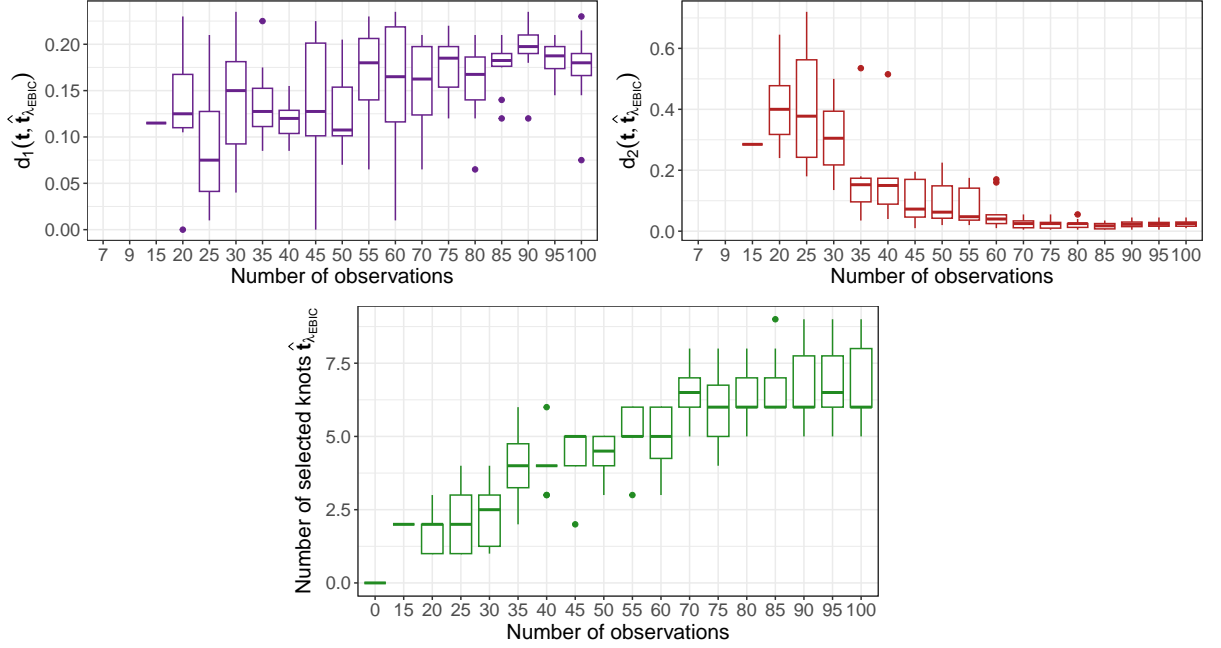 d₁(t, t̂_λEBIC)
0.20
0.15
0.10
0.05
0.00
7 9 15 20 25 30 35 40 45 50 55 60 70 75 80 85 90 95 100
Number of observations
d₂(t, t̂_λEBIC)
0.6
0.4
0.2
0.0
7 9 15 20 25 30 35 40 45 50 55 60 70 75 80 85 90 95 100
Number of observations
Number of selected knots t̂_λEBIC
7.5
5.0
2.5
0.0
0 15 20 25 30 35 40 45 50 55 60 70 75 80 85 90 95 100
Number of observations